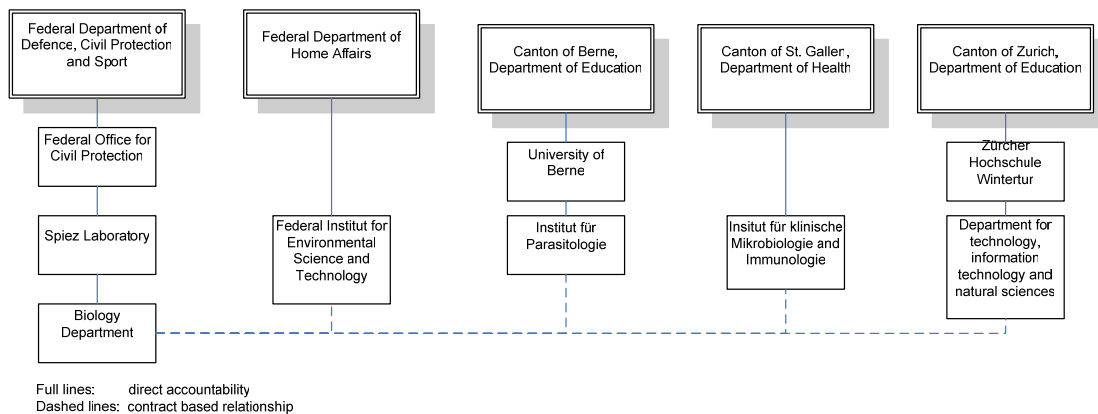 Federal Department of
Defence, Civil Protection
and Sport
Federal Department of
Home Affairs
Canton of Berne,
Department of Education
Canton of St. Gallen,
Department of Health
Canton of Zurich,
Department of Education
Federal Office for
Civil Protection
University of
Berne
Zürcher
Hochschule
Wintertur
Spiez Laboratory
Federal Institut for
Environmental
Science and
Technology
Institut für
Parasitologie
Insitut für klinische
Mikrobiologie and
Immunologie
Department for
technology,
information
technology and
natural sciences
Biology
Department
Full lines: direct accountability
Dashed lines: contract based relationship